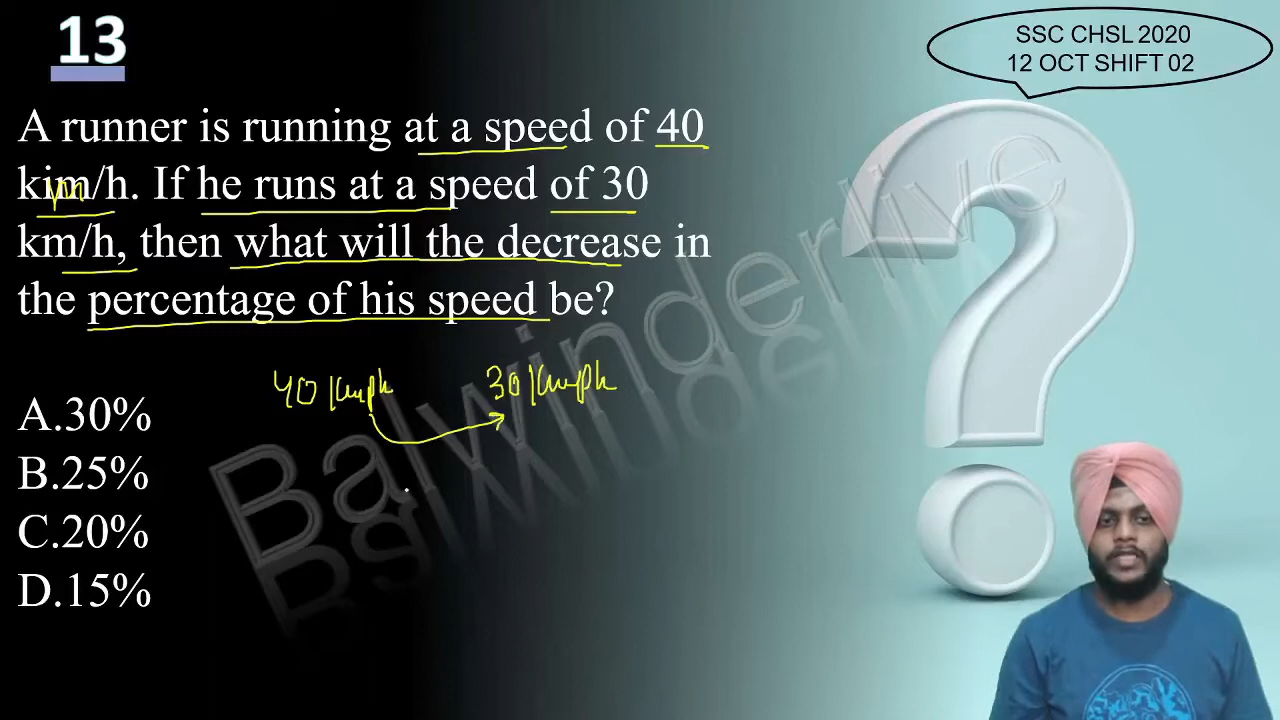 13
SSC CHSL 2020
12 OCT SHIFT 02
A runner is running at a speed of 40
kim/h. If he runs at a speed of 30
km/h, then what will the decrease in
the percentage of his speed be?
40 kmph 30 kmph
A.30%
B.25%
C.20%
D.15%
Balwinderlive